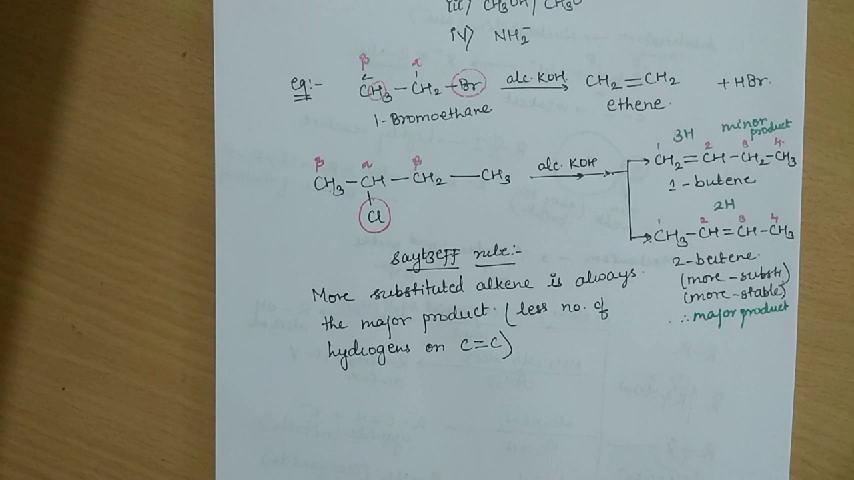 iii) CH3OH / CH3O
iv) NH2-
β α
eg:- CH3 - CH2 - Br alc. KOH. CH2 = CH2 + HBr.
1-Bromoethane ethene.
3H minor product
β α β
CH3 - CH - CH2 - CH3 alc. KOH
Cl
1 2 3 4
CH2 = CH - CH2 - CH3
1-butene
2H
1 2 3 4
CH3 - CH = CH - CH3
2-butene.
(more-substi)
(more-stable)
∴ major product
Saytzeff rule:-
More substituted alkene is always
the major product. (less no. of
hydrogens on C=C)